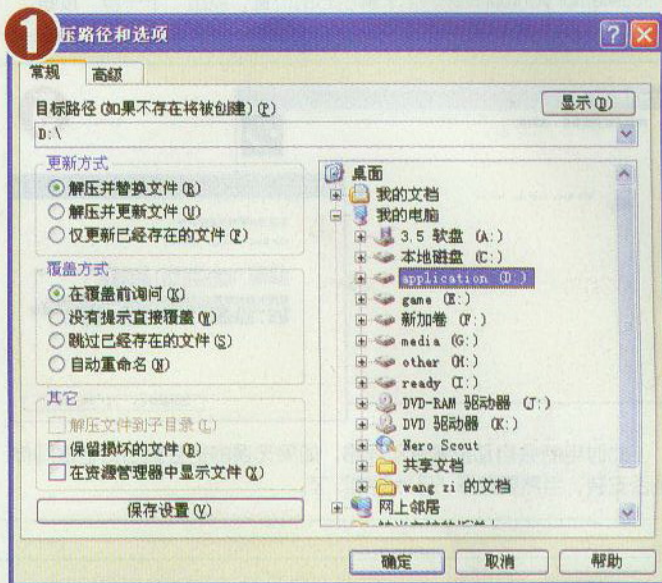 1
压路径和选项
常规 高级
目标路径(如果不存在将被创建)(P)
显示(D)
D:\
更新方式
解压并替换文件(R)
解压并更新文件(U)
仅更新已经存在的文件(F)
覆盖方式
在覆盖前询问(K)
没有提示直接覆盖(W)
跳过已经存在的文件(S)
自动重命名(N)
其它
解压文件到子目录(L)
保留损坏的文件(B)
在资源管理器中显示文件(X)
保存设置(V)
桌面
我的文档
我的电脑
3.5 软盘 (A:)
本地磁盘 (C:)
application (D:)
game (E:)
新加卷 (F:)
media (G:)
other (H:)
ready (I:)
DVD-RAM 驱动器 (J:)
DVD 驱动器 (K:)
Nero Scout
共享文档
wang zi 的文档
网上邻居
确定
取消
帮助